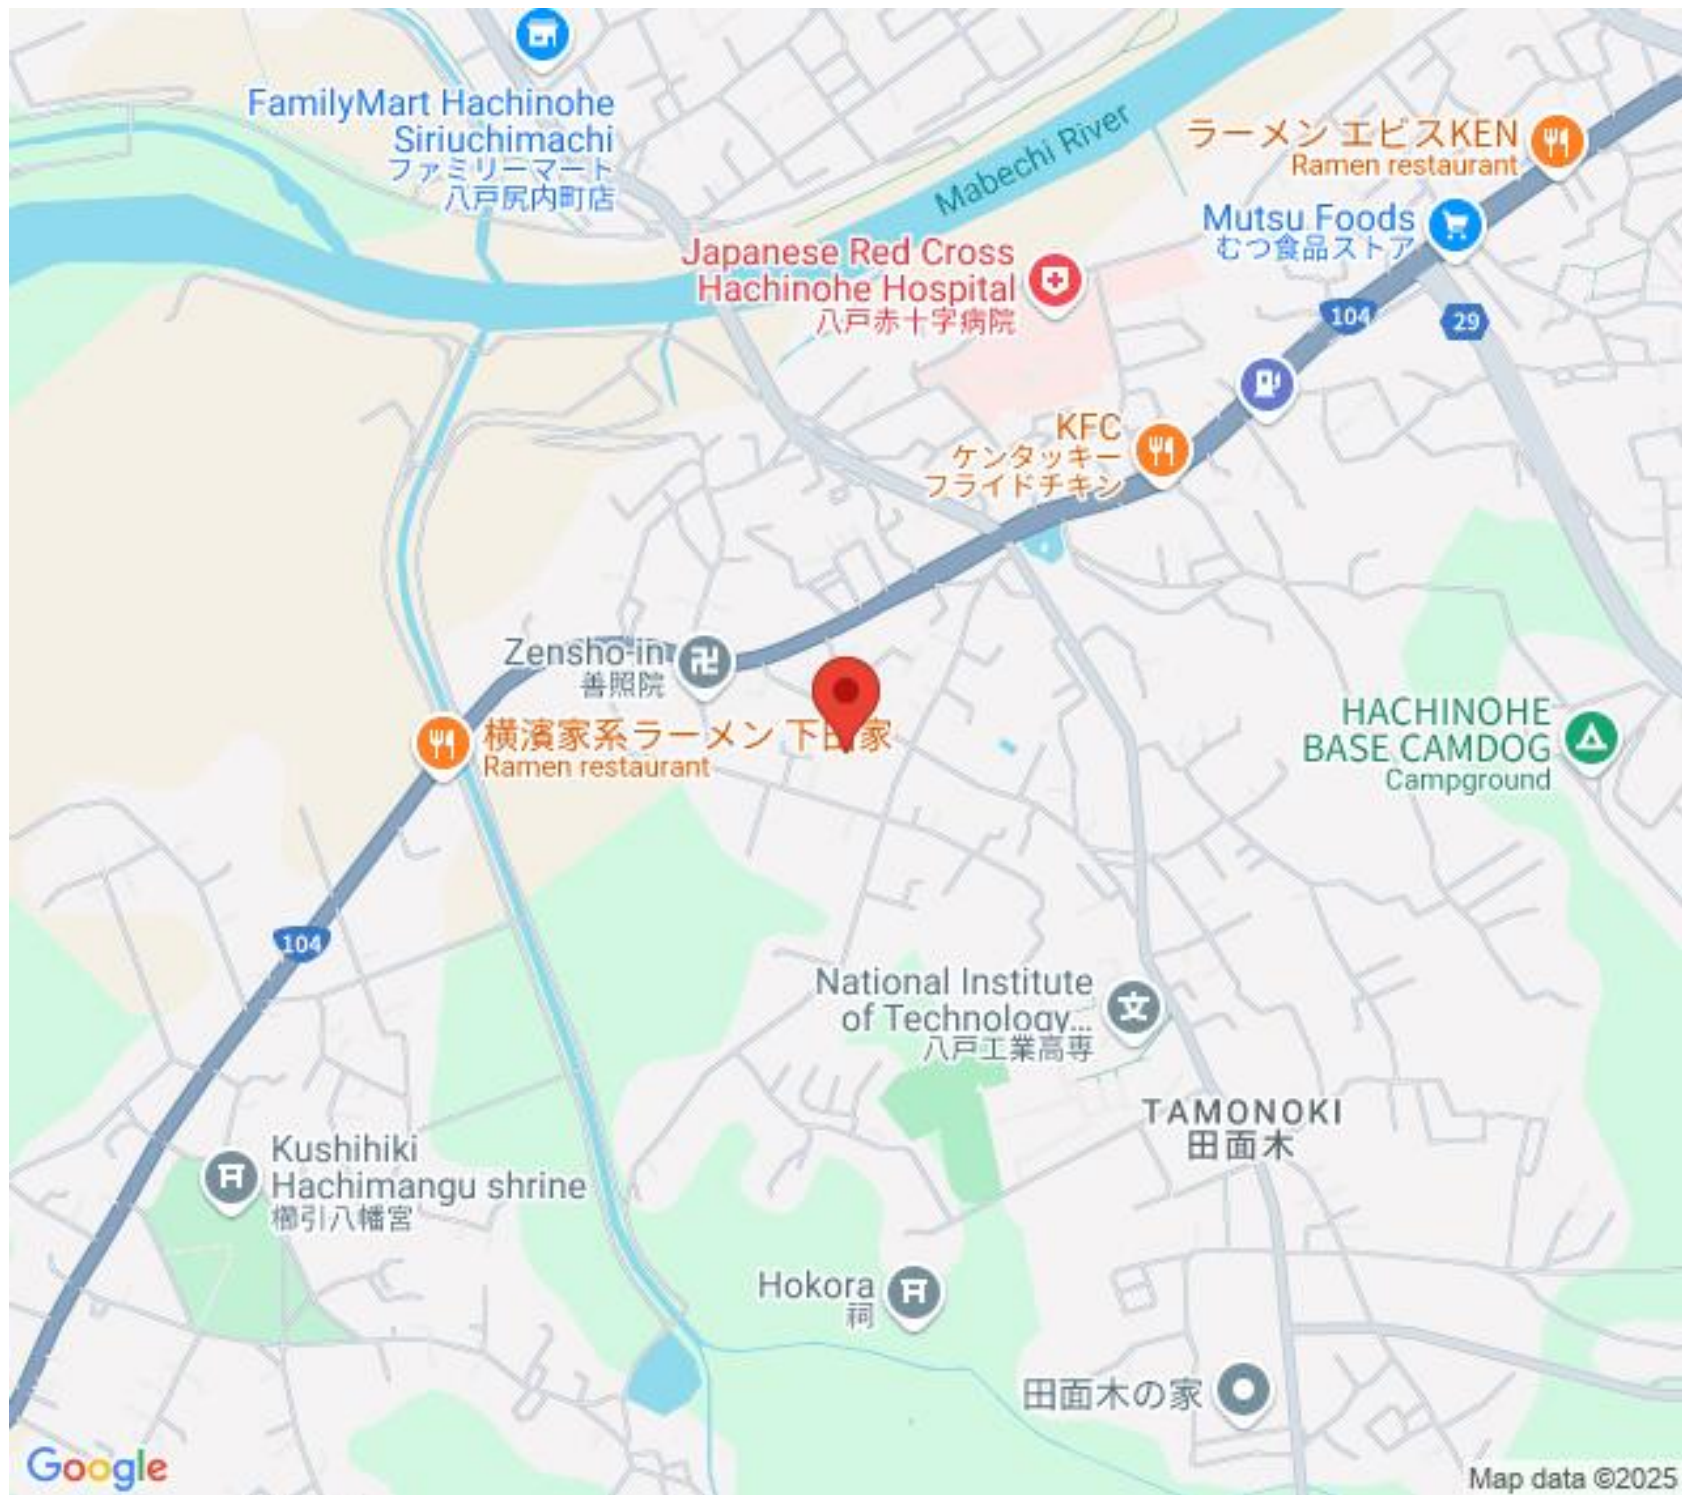 FamilyMart Hachinohe
Siriuchimachi
ファミリーマート
八戸尻内町店
Mabechi River
ラーメン エビスKEN
Ramen restaurant
Mutsu Foods
むつ食品ストア
Japanese Red Cross
Hachinohe Hospital
八戸赤十字病院
104
29
KFC
ケンタッキー
フライドチキン
Zensho-in
善照院
横濱家系ラーメン 下田家
Ramen restaurant
HACHINOHE
BASE CAMDOG
Campground
104
National Institute
of Technology...
八戸工業高専
文
TAMONOKI
田面木
Kushihiki
Hachimangu shrine
櫛引八幡宮
Hokora
祠
田面木の家
Google
Map data ©2025